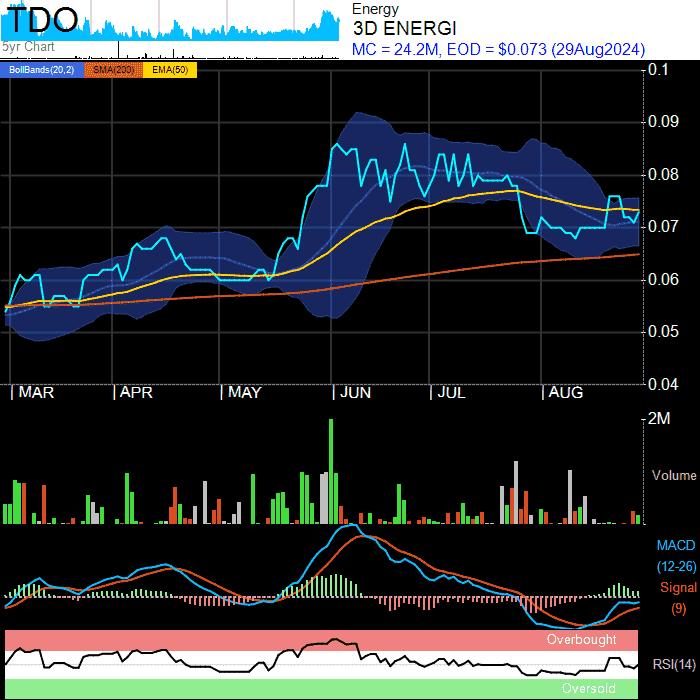 TDO
5yr Chart
Energy
3D ENERGI
MC = 24.2M, EOD = $0.073 (29Aug2024)
BollBands(20,2) SMA(200) EMA(50)
0.1
0.09
0.08
0.07
0.06
0.05
0.04
MAR APR MAY JUN JUL AUG
2M
Volume
MACD
(12-26)
Signal
(9)
Overbought
RSI(14)
Oversold